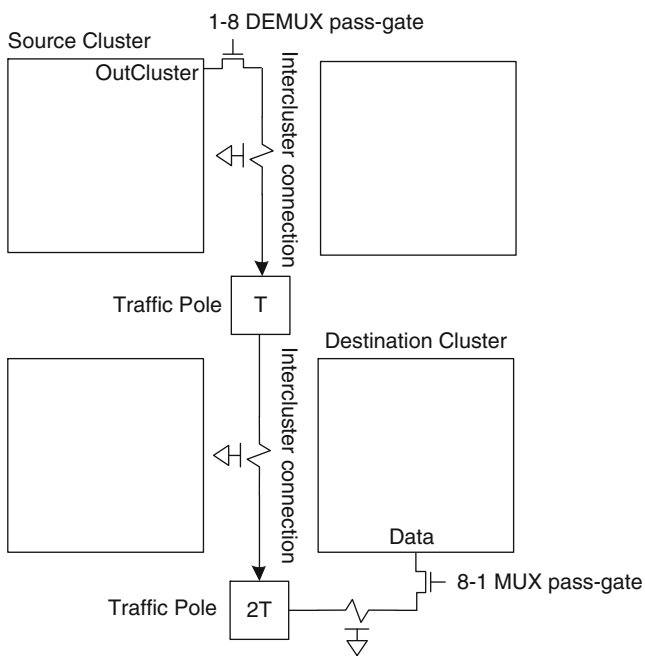 1-8 DEMUX pass-gate
Source Cluster
OutCluster
Intercluster connection
Traffic Pole
T
Destination Cluster
Intercluster connection
Data
8-1 MUX pass-gate
Traffic Pole
2T